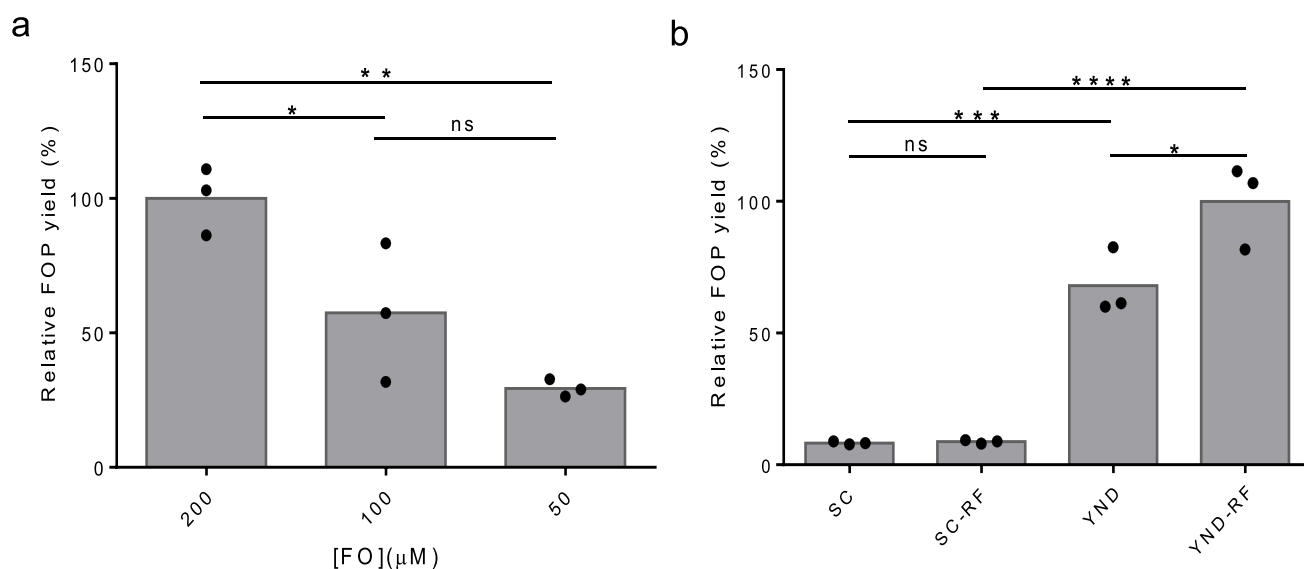 a
Relative FOP yield (%)
150
100
50
0
* *
*
ns
200
100
50
[FO](μM)
b
Relative FOP yield (%)
150
100
50
0
* * * *
* * *
ns
*
SC
SC-RF
YND
YND-RF